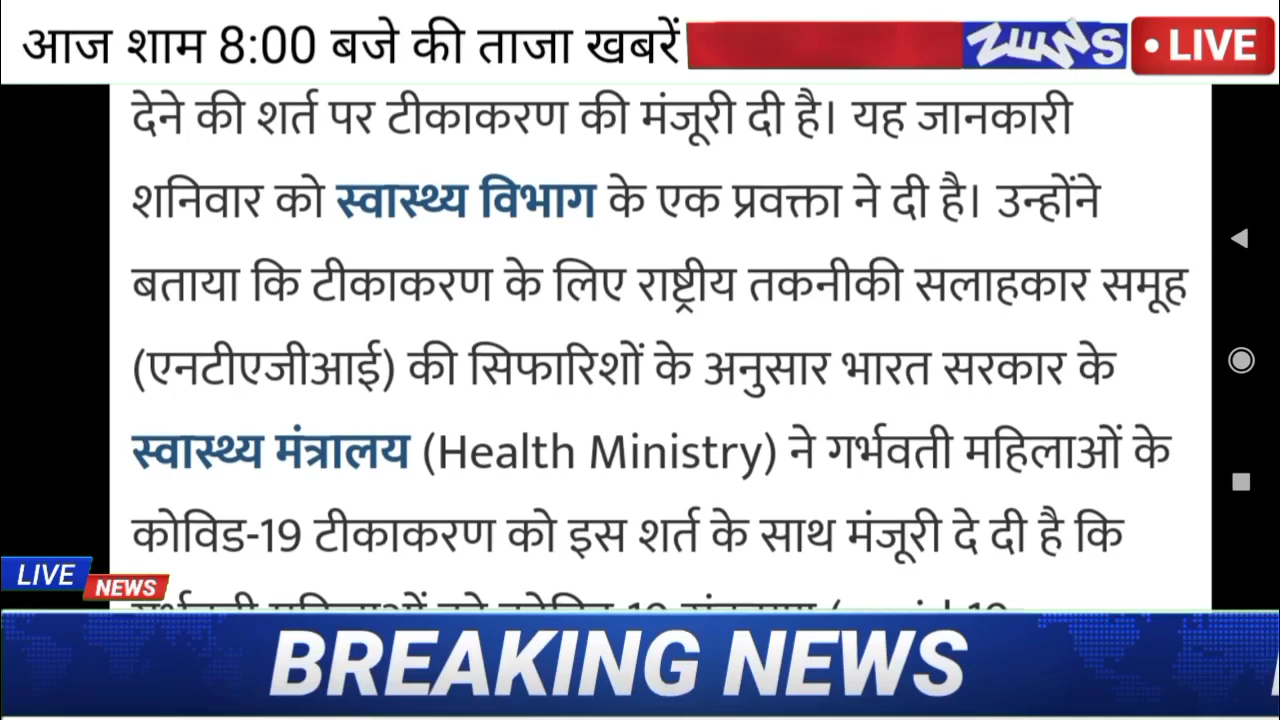 आज शाम 8:00 बजे की ताजा खबरें
• LIVE
देने की शर्त पर टीकाकरण की मंजूरी दी है। यह जानकारी
शनिवार को स्वास्थ्य विभाग के एक प्रवक्ता ने दी है। उन्होंने
बताया कि टीकाकरण के लिए राष्ट्रीय तकनीकी सलाहकार समूह
(एनटीएजीआई) की सिफारिशों के अनुसार भारत सरकार के
स्वास्थ्य मंत्रालय (Health Ministry) ने गर्भवती महिलाओं के
कोविड-19 टीकाकरण को इस शर्त के साथ मंजूरी दे दी है कि
LIVE
NEWS
BREAKING NEWS